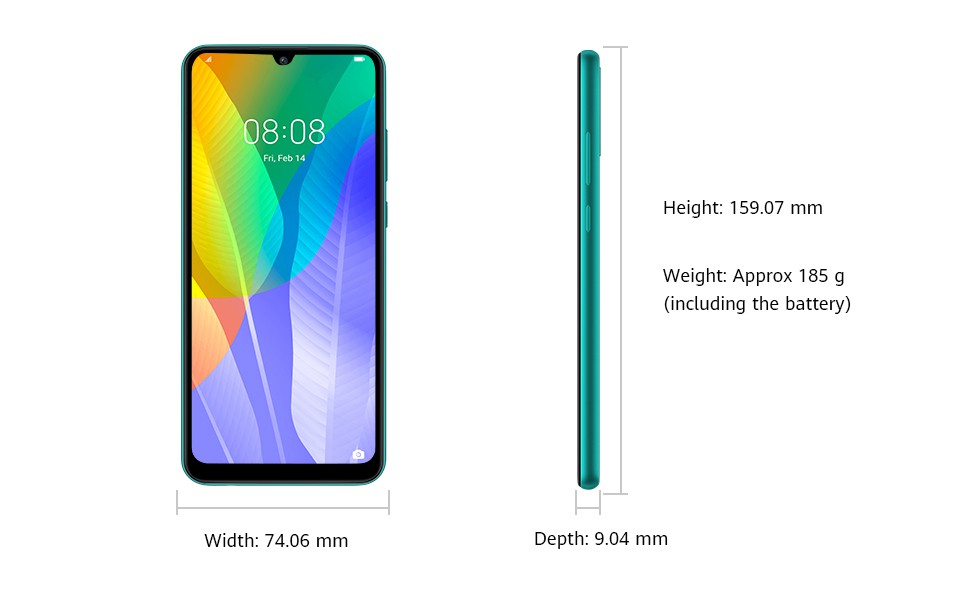 08:08
Fri, Feb 14
Height: 159.07 mm
Weight: Approx 185 g
(including the battery)
Width: 74.06 mm
Depth: 9.04 mm